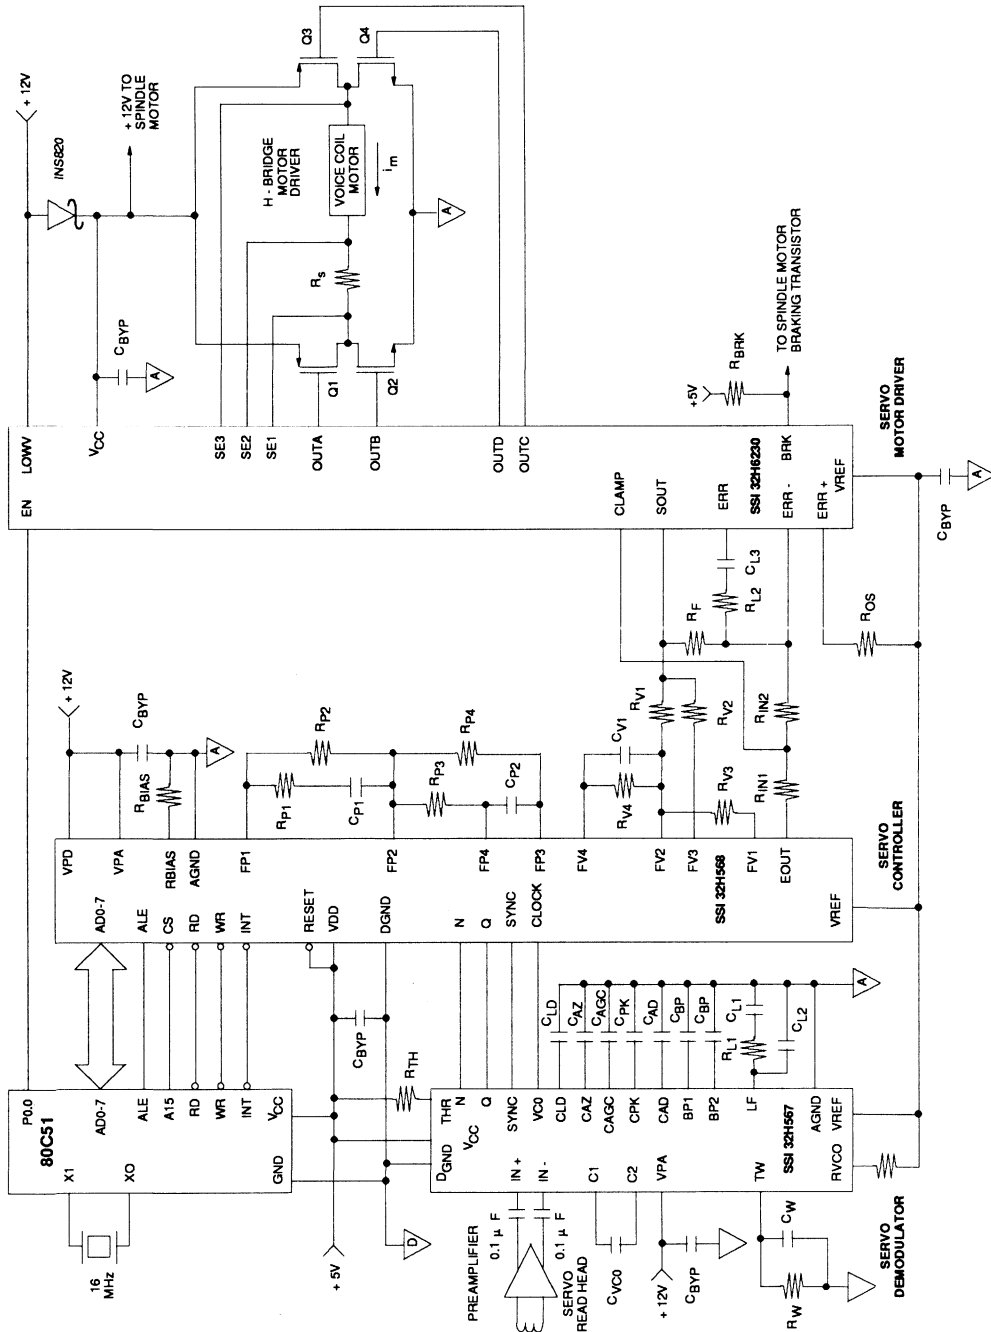 16
MHz
X1
XO
80C51
P0.0
AD0-7
ALE
A15
RD
WR
INT
VCC
GND
+ 5V
D
CBYP
RTH
+ 12V
VPD
VPA
CBYP
RBIAS
A
AD0-7
ALE
CS
RD
WR
INT
RESET
VDD
DGND
N
Q
SYNC
CLOCK
RBIAS
AGND
FP1
FP2
FP4
FP3
FV4
FV2
FV3
FV1
EOUT
VREF
SSI 32H568
SERVO
CONTROLLER
RP1
CP1
RP2
RP3
CP2
RP4
RV4
CV1
RV1
RV2
RV3
RIN1
RIN2
RF
RL2
CL3
ROS
PREAMPLIFIER
0.1 µ F
0.1 µ F
SERVO
READ HEAD
CVC0
+ 12V
CBYP
RW
CW
SERVO
DEMODULATOR
DGND
VCC
THR
IN +
IN -
C1
C2
VPA
TW
RVCO
N
Q
SYNC
VC0
CLD
CAZ
CAGC
CPK
CAD
BP1
BP2
LF
AGND
VREF
SSI 32H567
CLD
CAZ
CAGC
CPK
CAD
CBP
CBP
RL1
CL1
CL2
A
EN
LOWV
VCC
SE3
SE2
SE1
OUTA
OUTB
OUTD
OUTC
CLAMP
SOUT
ERR
SSI 32H6230
ERR -
BRK
ERR +
VREF
SERVO
MOTOR DRIVER
CBYP
A
+5V
RBRK
TO SPINDLE MOTOR
BRAKING TRANSISTOR
+ 12V
INS820
+ 12V TO
SPINDLE
MOTOR
CBYP
A
H - BRIDGE
MOTOR
DRIVER
VOICE COIL
MOTOR
im
Rs
Q1
Q2
Q3
Q4
A